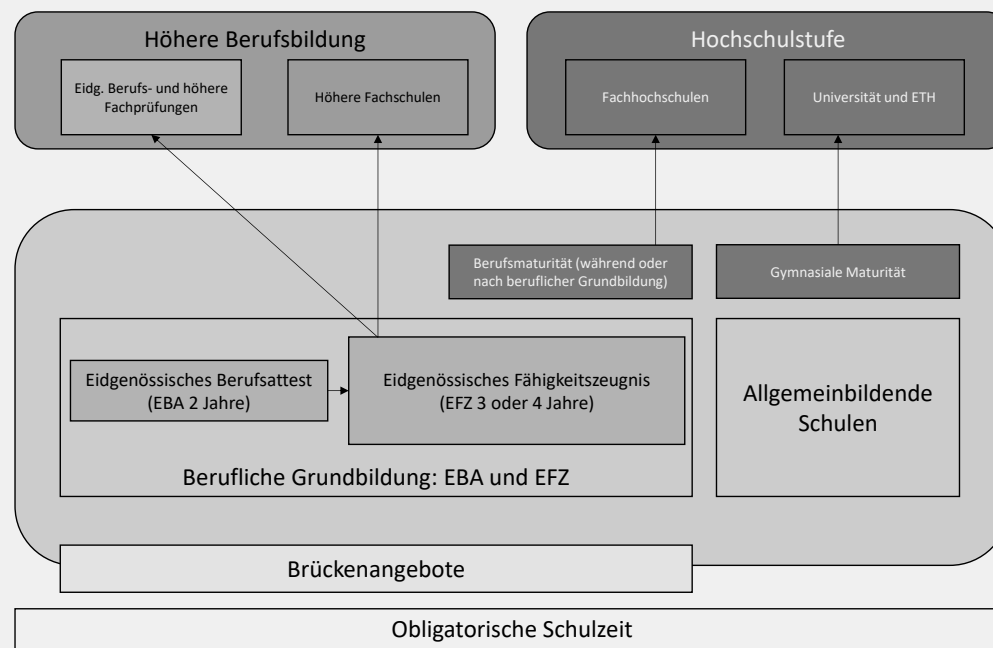 Höhere Berufsbildung
Eidg. Berufs- und höhere
Fachprüfungen
Höhere Fachschulen
Hochschulstufe
Fachhochschulen
Universität und ETH
Berufsmaturität (während oder
nach beruflicher Grundbildung)
Gymnasiale Maturität
Eidgenössisches Berufsattest
(EBA 2 Jahre)
Eidgenössisches Fähigkeitszeugnis
(EFZ 3 oder 4 Jahre)
Berufliche Grundbildung: EBA und EFZ
Allgemeinbildende
Schulen
Brückenangebote
Obligatorische Schulzeit